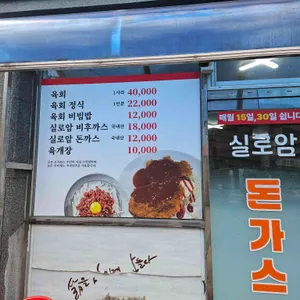 육회 1사라 40,000
육회 정식 1인분 22,000
육회 비빔밥 12,000
실로암 비후까스 국내산 18,000
실로암 돈까스 국내산 12,000
육개장 10,000
매월 15일,30일 쉽니다
실로암
돈가스